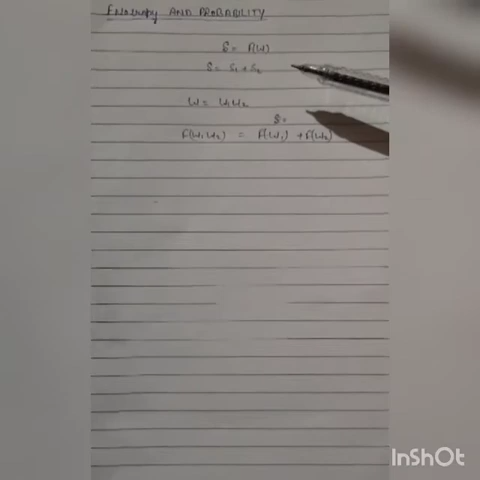 Entropy AND PROBABILITY
S = f(W)
S = S₁ + S₂
W = W₁W₂
S =
f(W₁W₂) = f(W₁) + f(W₂)
InShOt